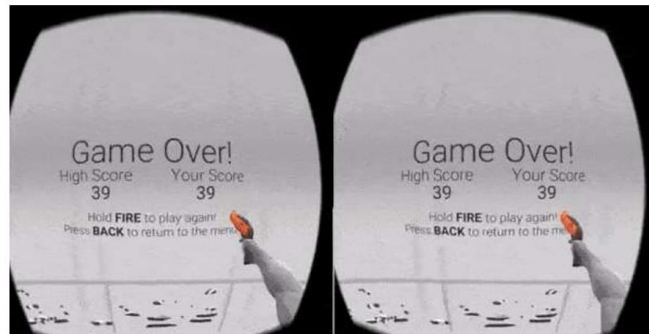 Game Over!
High Score Your Score
39 39
Hold FIRE to play again!
Press BACK to return to the menu
Game Over!
High Score Your Score
39 39
Hold FIRE to play again!
Press BACK to return to the me